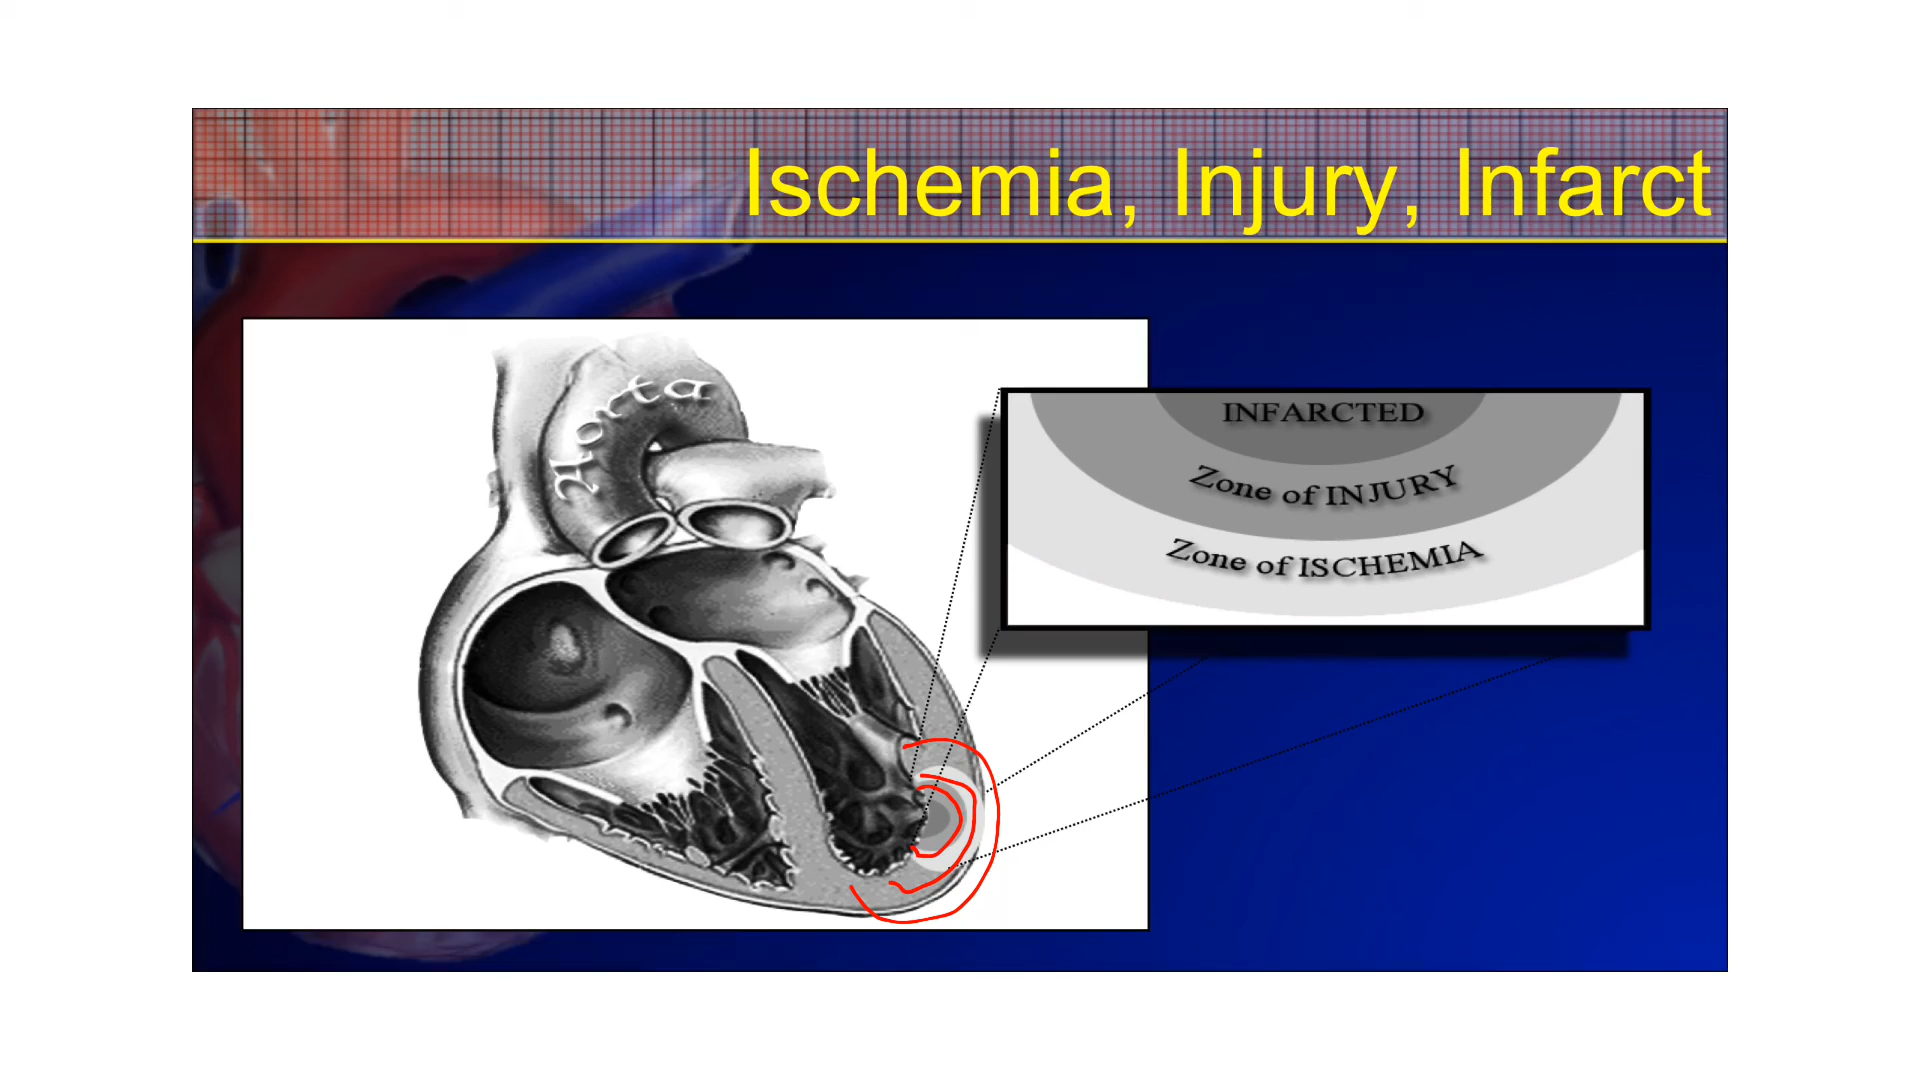 Ischemia, Injury, Infarct
Aorta
INFARCTED
Zone of INJURY
Zone of ISCHEMIA